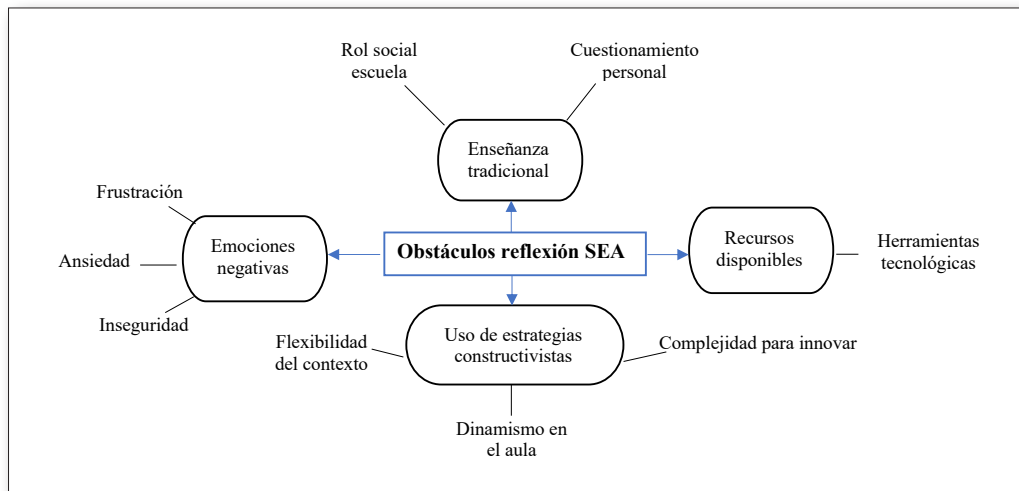 Rol social
escuela
Cuestionamiento
personal
Enseñanza
tradicional
Frustración
Ansiedad
Inseguridad
Emociones
negativas
Obstáculos reflexión SEA
Recursos
disponibles
Herramientas
tecnológicas
Flexibilidad
del contexto
Uso de estrategias
constructivistas
Complejidad para innovar
Dinamismo en
el aula